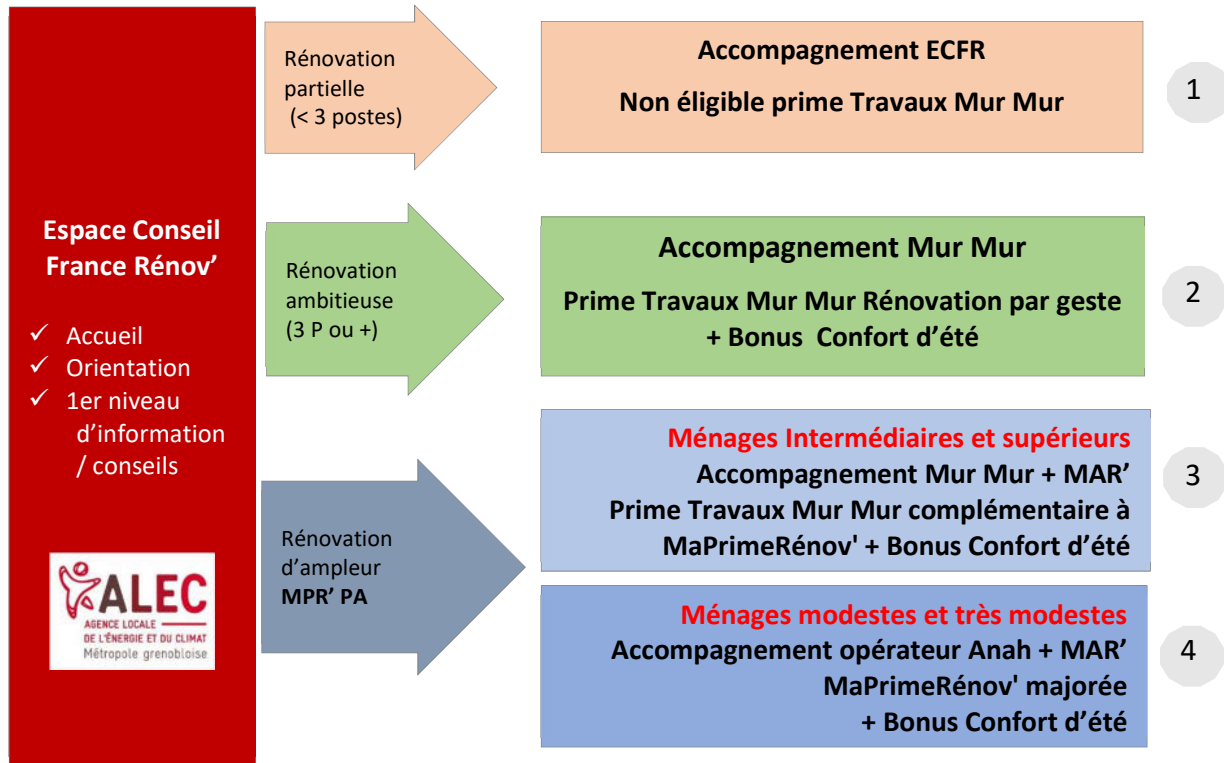 Espace Conseil
France Rénov’
✓ Accueil
✓ Orientation
✓ 1er niveau
d’information
/ conseils
ALEC
AGENCE LOCALE
DE L’ÉNERGIE ET DU CLIMAT
Métropole grenobloise
Rénovation
partielle
(< 3 postes)
Accompagnement ECFR
Non éligible prime Travaux Mur Mur
1
Rénovation
ambitieuse
(3 P ou +)
Accompagnement Mur Mur
Prime Travaux Mur Mur Rénovation par geste
+ Bonus Confort d’été
2
Rénovation
d’ampleur
MPR’ PA
Ménages Intermédiaires et supérieurs
Accompagnement Mur Mur + MAR’
Prime Travaux Mur Mur complémentaire à
MaPrimeRénov' + Bonus Confort d’été
3
Ménages modestes et très modestes
Accompagnement opérateur Anah + MAR’
MaPrimeRénov' majorée
+ Bonus Confort d’été
4